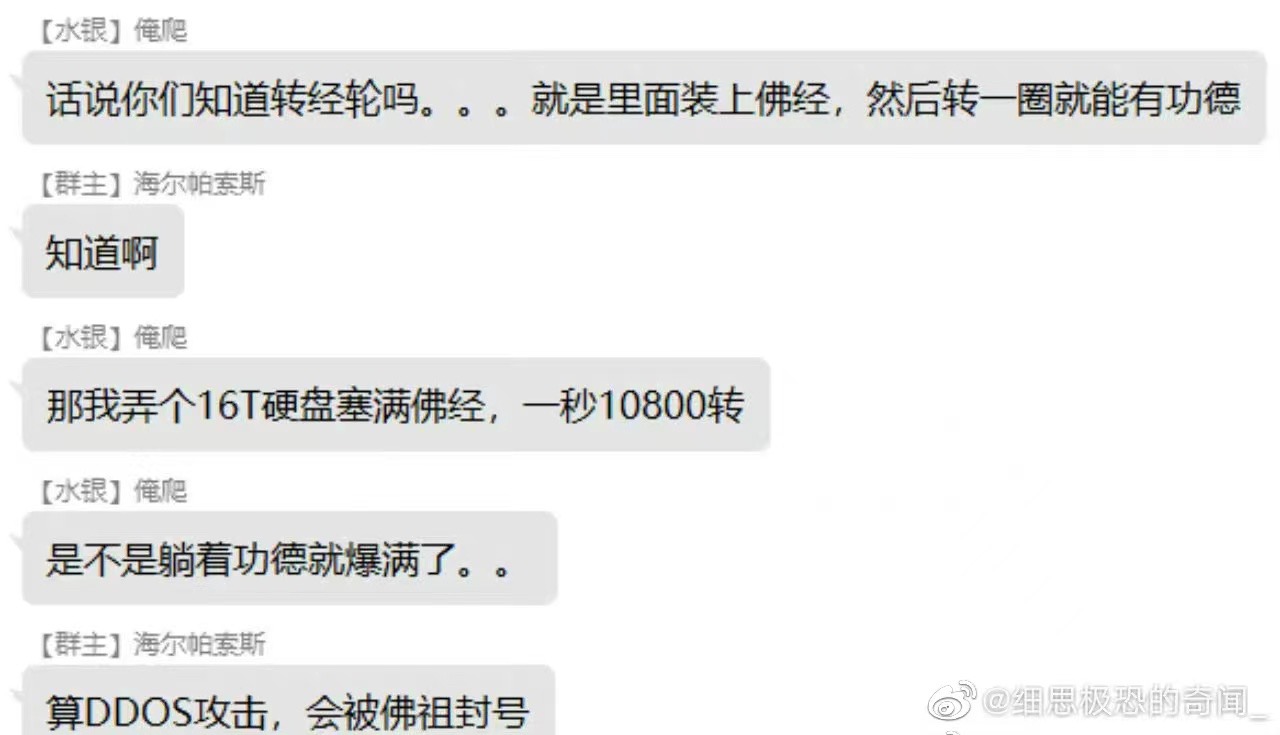 【水银】俺爬
话说你们知道转经轮吗。。。就是里面装上佛经，然后转一圈就能有功德
【群主】海尔帕索斯
知道啊
【水银】俺爬
那我弄个16T硬盘塞满佛经，一秒10800转
【水银】俺爬
是不是躺着功德就爆满了。。
【群主】海尔帕索斯
算DDOS攻击，会被佛祖封号
@细思极恐的奇闻_